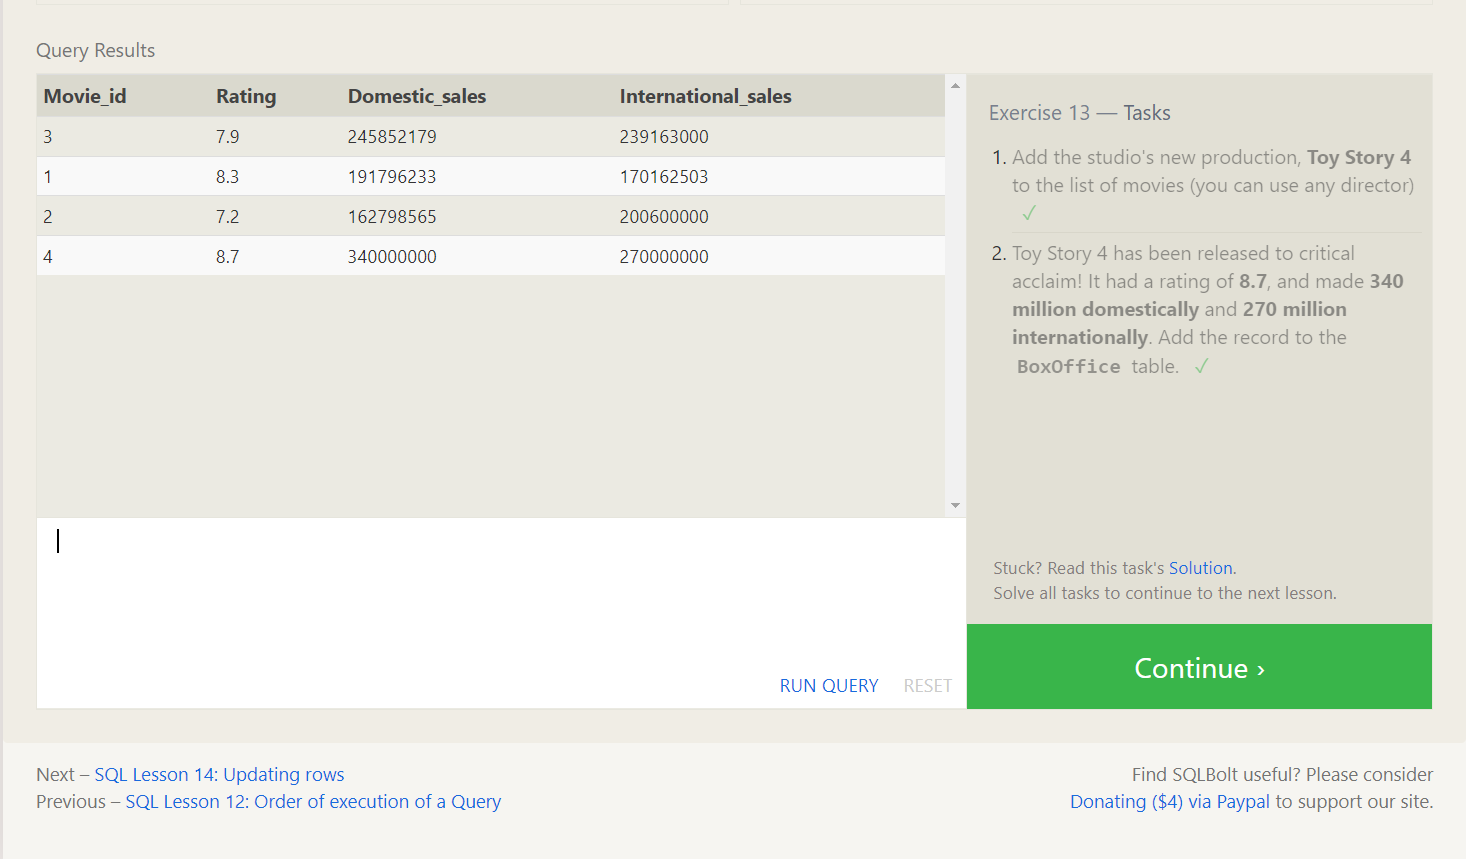 Query Results
Movie_id Rating Domestic_sales International_sales
3 7.9 245852179 239163000
1 8.3 191796233 170162503
2 7.2 162798565 200600000
4 8.7 340000000 270000000
RUN QUERY RESET
Exercise 13 — Tasks
1. Add the studio's new production, Toy Story 4
to the list of movies (you can use any director)
✓
2. Toy Story 4 has been released to critical
acclaim! It had a rating of 8.7, and made 340
million domestically and 270 million
internationally. Add the record to the
BoxOffice table. ✓
Stuck? Read this task's Solution.
Solve all tasks to continue to the next lesson.
Continue ›
Next – SQL Lesson 14: Updating rows
Previous – SQL Lesson 12: Order of execution of a Query
Find SQLBolt useful? Please consider
Donating ($4) via Paypal to support our site.